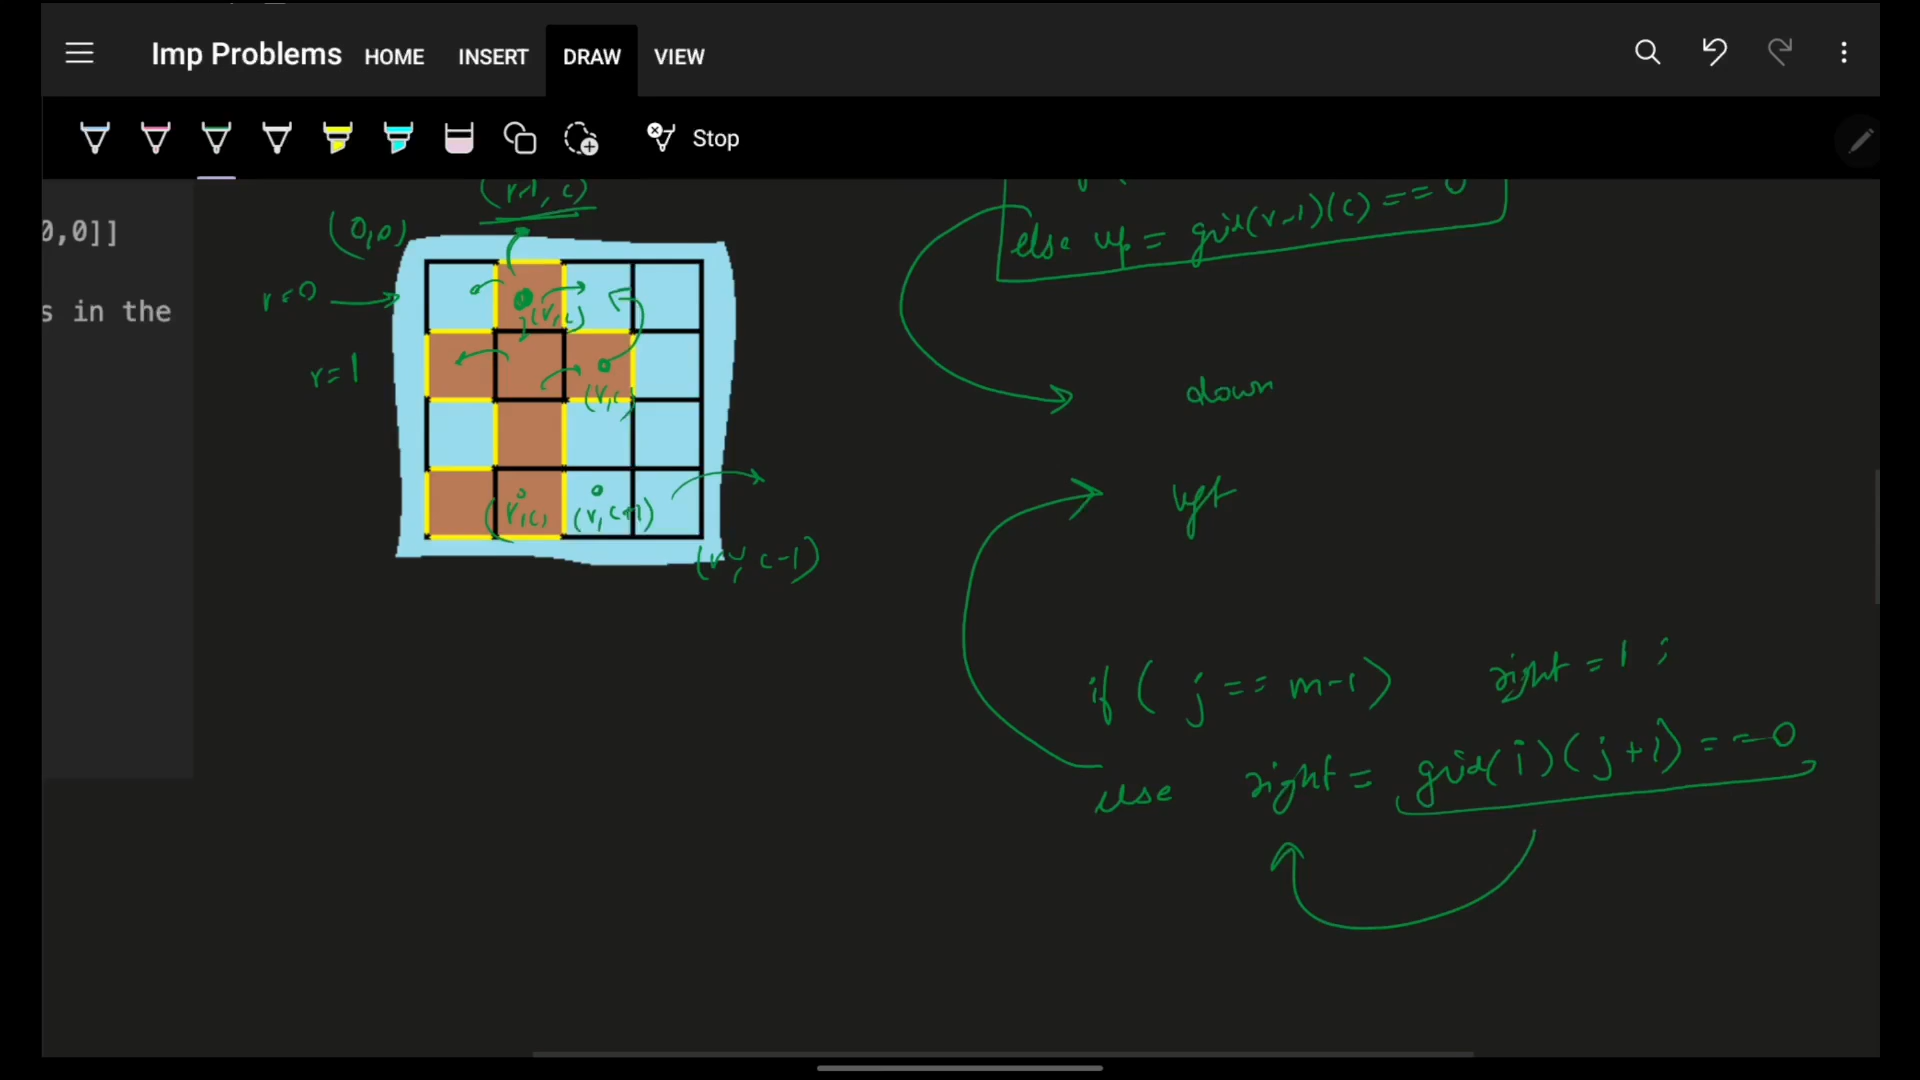 Imp Problems HOME INSERT DRAW VIEW
Stop
0,0]]
s in the
(r-1, c)
(0,0)
r=0
r=1
(r,c)
(r,c)
(r,c) (r, c+1)
(r, c-1)
else up = grid(r-1)(c) == 0
down
if ( j == m-1) right = 1 ;
else right = grid(i)(j+1) == 0